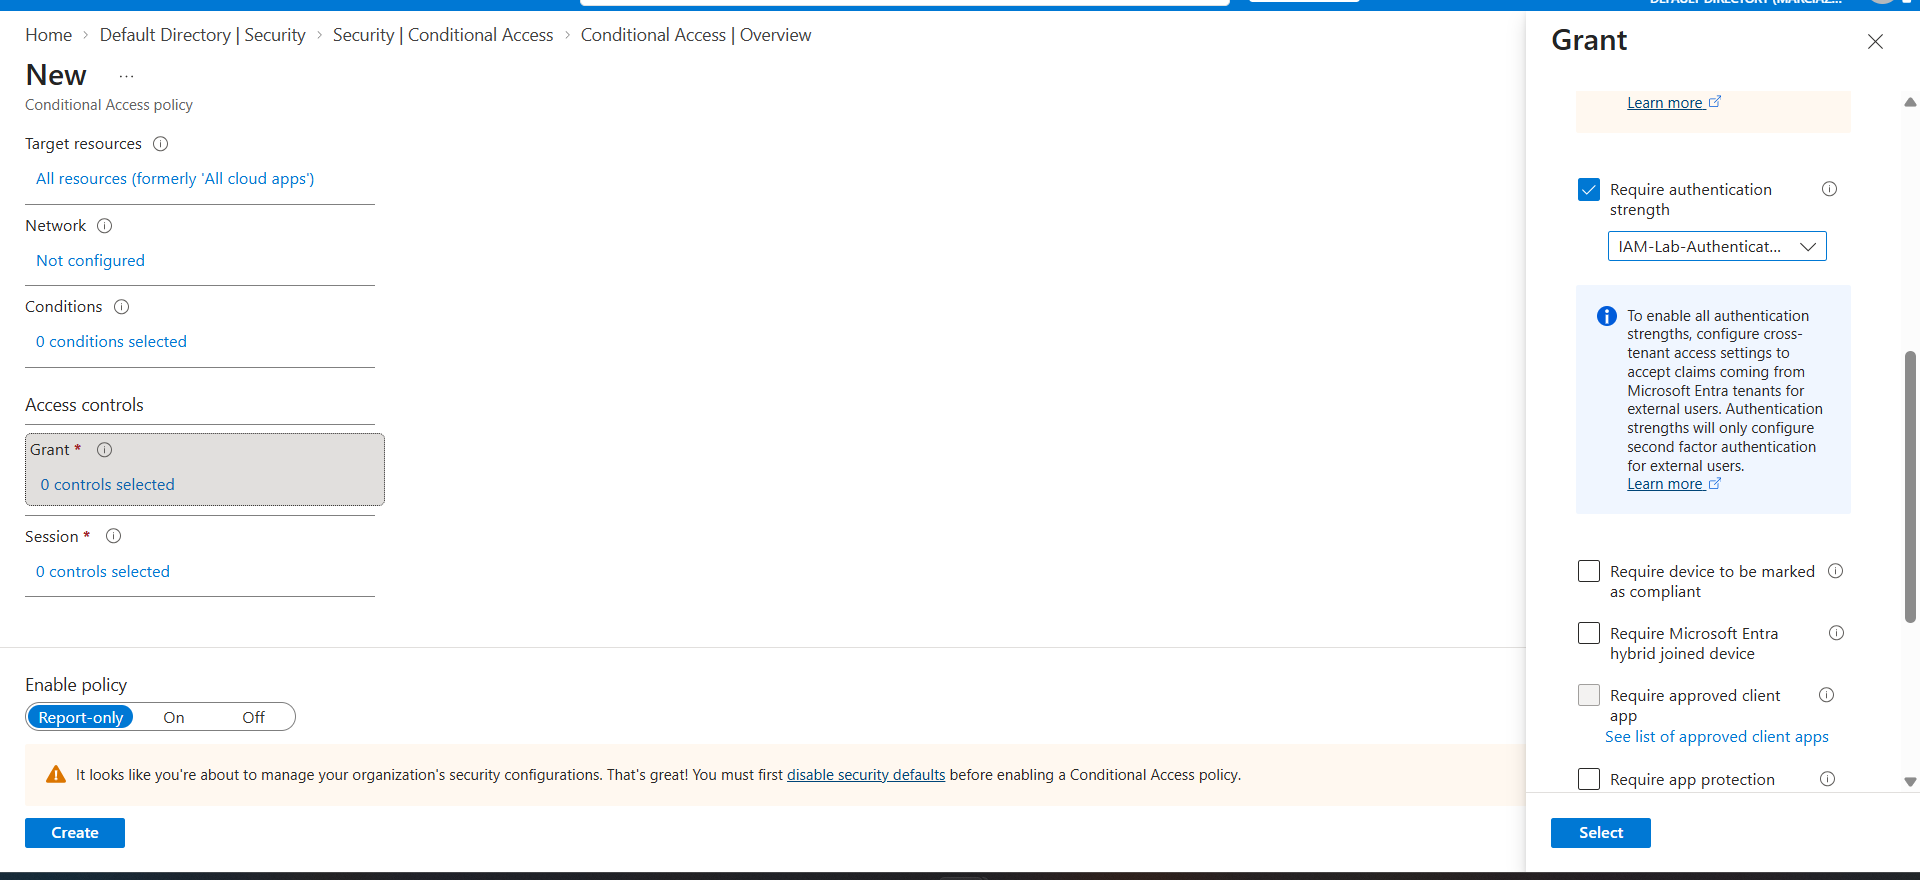 DEFAULT DIRECTORY
Home > Default Directory | Security > Security | Conditional Access > Conditional Access | Overview
New ...
Conditional Access policy
Target resources
All resources (formerly 'All cloud apps')
Network
Not configured
Conditions
0 conditions selected
Access controls
Grant *
0 controls selected
Session *
0 controls selected
Enable policy
Report-only On Off
It looks like you're about to manage your organization's security configurations. That's great! You must first disable security defaults before enabling a Conditional Access policy.
Create
Grant
Learn more
Require authentication
strength
IAM-Lab-Authenticat...
To enable all authentication
strengths, configure cross-
tenant access settings to
accept claims coming from
Microsoft Entra tenants for
external users. Authentication
strengths will only configure
second factor authentication
for external users.
Learn more
Require device to be marked
as compliant
Require Microsoft Entra
hybrid joined device
Require approved client
app
See list of approved client apps
Require app protection
Select